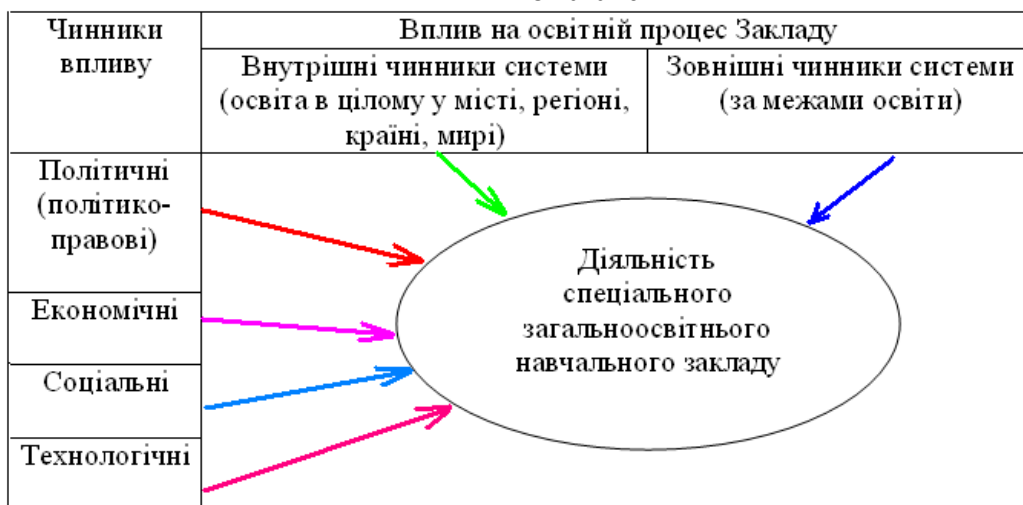 Чинники
впливу
Вплив на освітній процес Закладу
Внутрішні чинники системи
(освіта в цілому у місті, регіоні,
країні, мирі)
Зовнішні чинники системи
(за межами освіти)
Політичні
(політико-
правові)
Економічні
Соціальні
Технологічні
Діяльність
спеціального
загальноосвітнього
навчального закладу